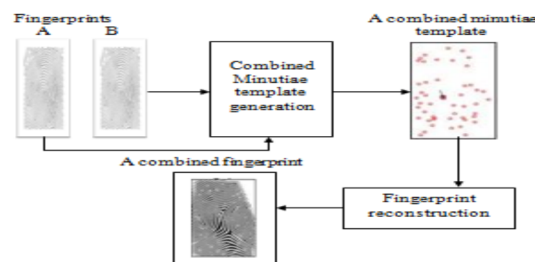 Fingerprints
A B
Combined
Minutiae
template
generation
A combined minutiae
template
A combined fingerprint
Fingerprint
reconstruction